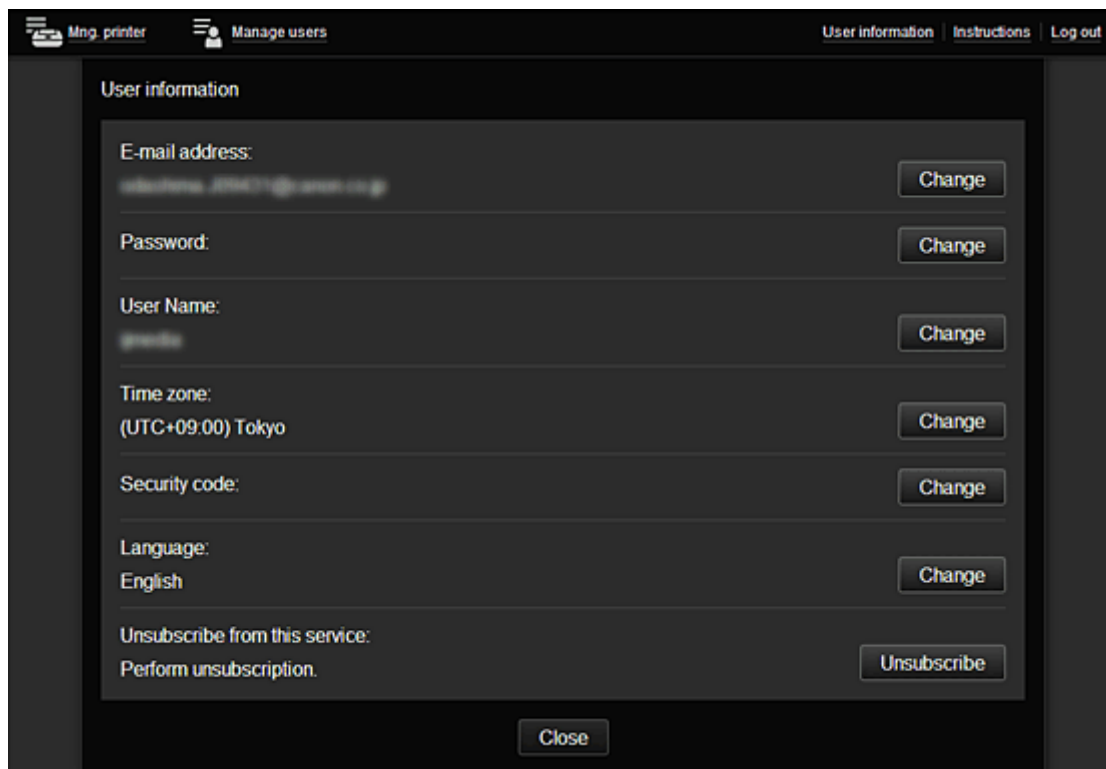 Mng. printer
Manage users
User information
Instructions
Log out
User information
E-mail address:
Change
Password:
Change
User Name:
Change
Time zone:
(UTC+09:00) Tokyo
Change
Security code:
Change
Language:
English
Change
Unsubscribe from this service:
Perform unsubscription.
Unsubscribe
Close